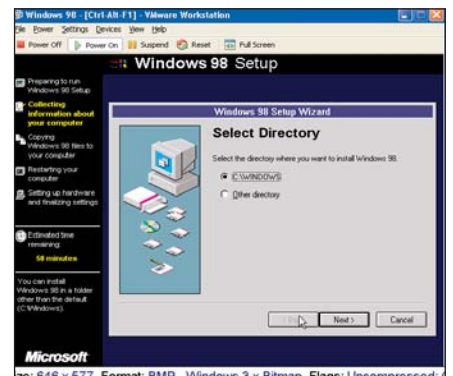 Windows 98 - [Ctrl-Alt-F1] - VMware Workstation
File Power Settings Devices View Help
Power Off Power On Suspend Reset Full Screen
Windows 98 Setup
Preparing to run
Windows 98 Setup
Collecting
information about
your computer
Copying
Windows 98 files to
your computer
Restarting your
computer
Setting up hardware
and finalizing settings
Estimated time
remaining:
58 minutes
You can install
Windows 98 in a folder
other than the default
(C:\Windows).
Microsoft
Windows 98 Setup Wizard
Select Directory
Select the directory where you want to install Windows 98.
C:\WINDOWS
Other directory
Next >
Cancel
646 x 577 Format: BMP - Windows 3.x Bitmap Flags: Uncompressed;